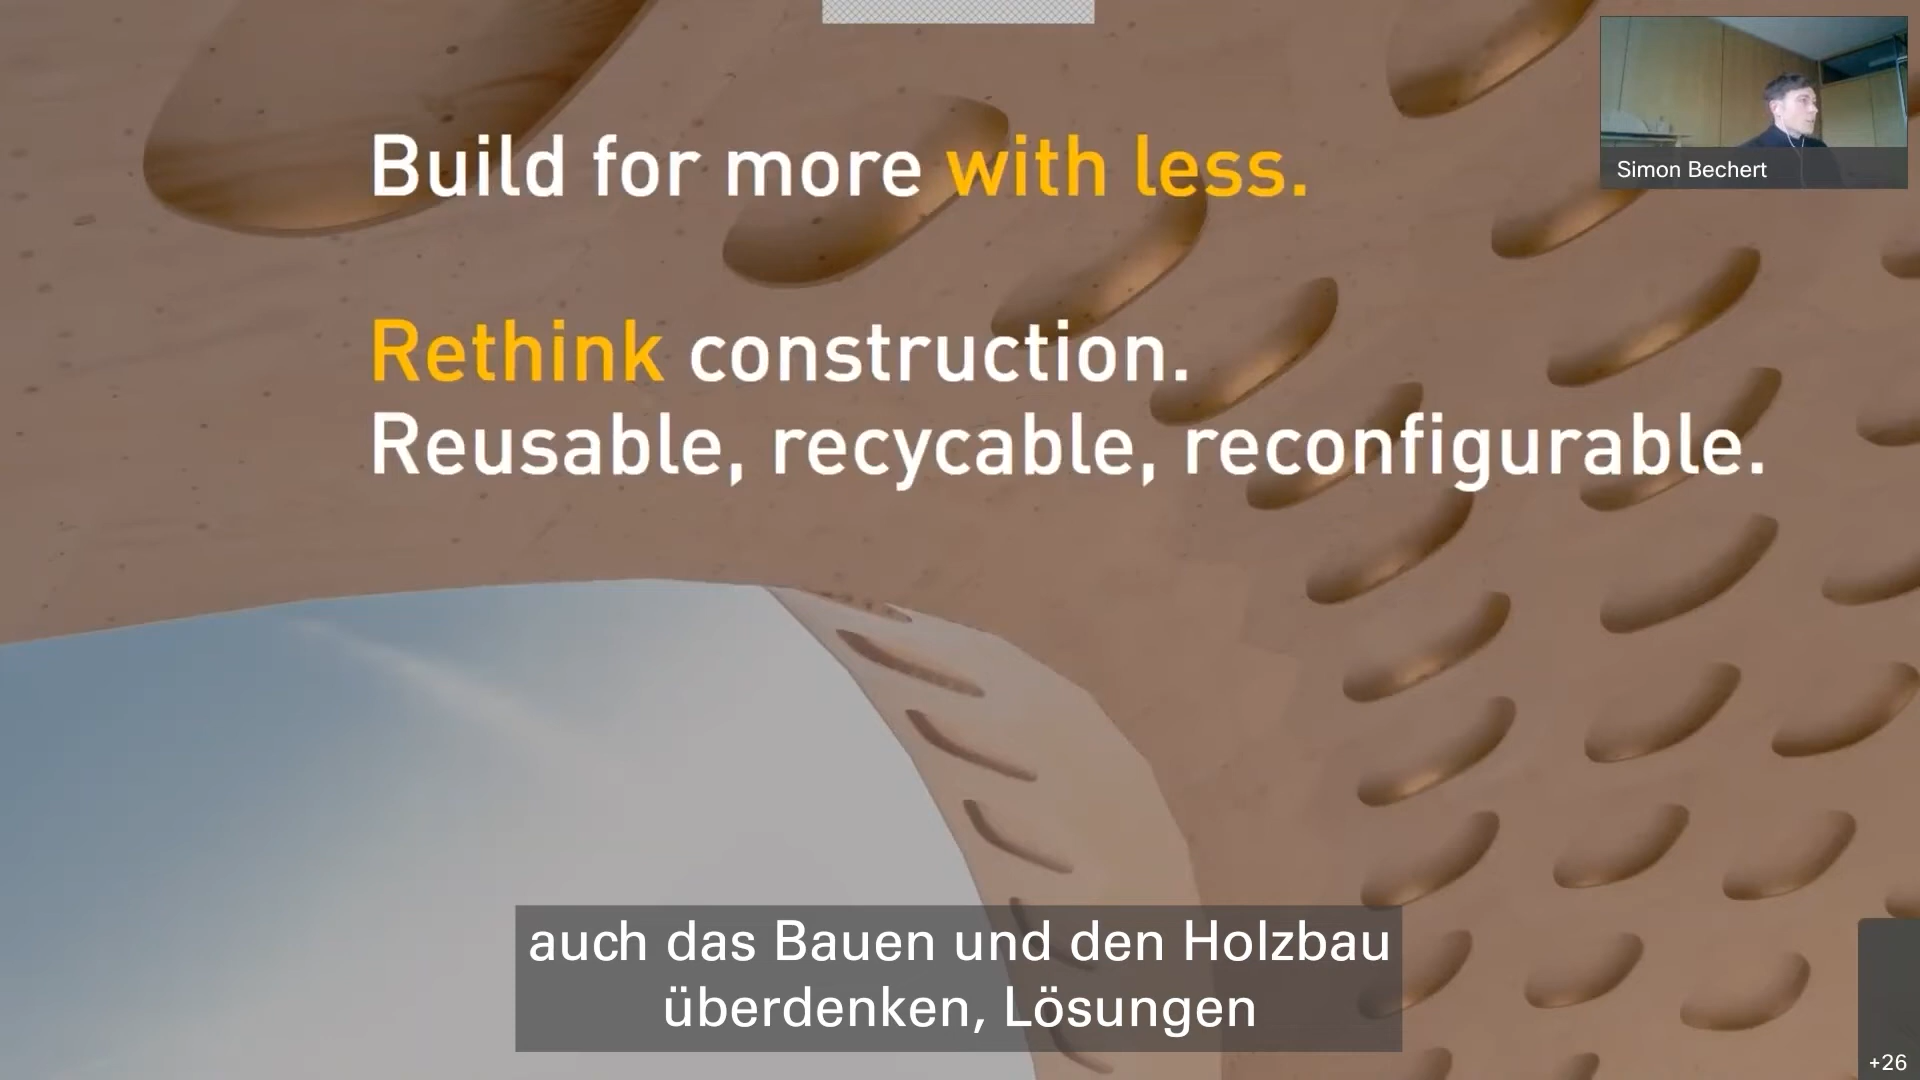 Build for more with less.
Simon Bechert
Rethink construction.
Reusable, recycable, reconfigurable.
auch das Bauen und den Holzbau
überdenken, Lösungen
+26